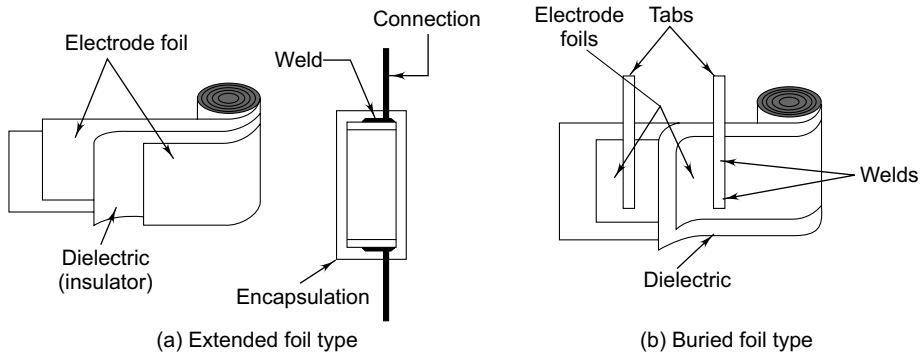 Electrode foil
Weld
Connection
Dielectric
(insulator)
Encapsulation
(a) Extended foil type
Electrode
foils
Tabs
Welds
Dielectric
(b) Buried foil type